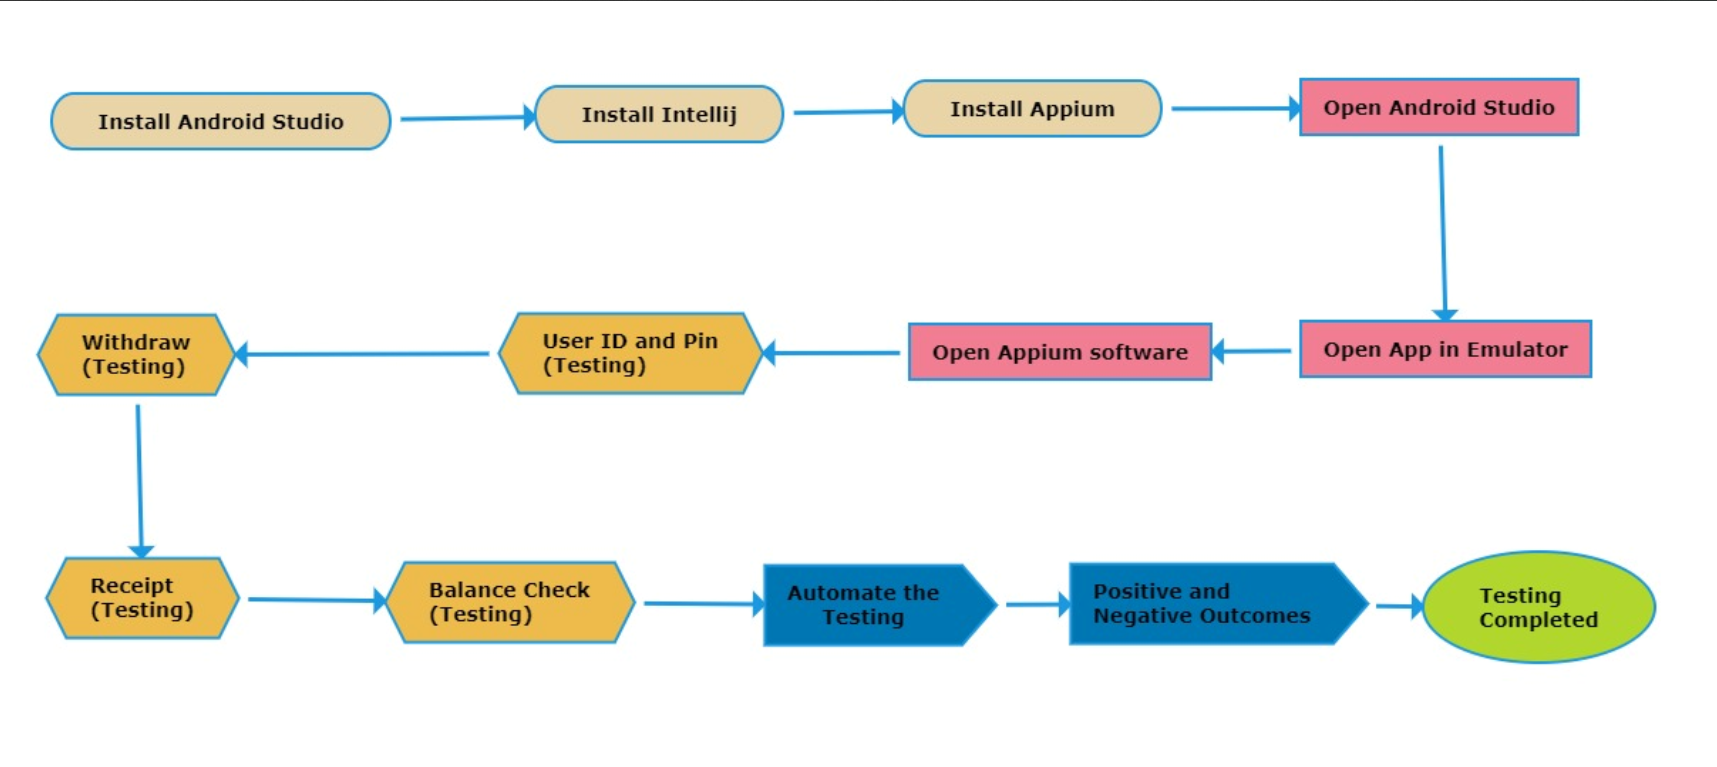 Install Android Studio
Install Intellij
Install Appium
Open Android Studio
Open App in Emulator
Open Appium software
User ID and Pin
(Testing)
Withdraw
(Testing)
Receipt
(Testing)
Balance Check
(Testing)
Automate the
Testing
Positive and
Negative Outcomes
Testing
Completed